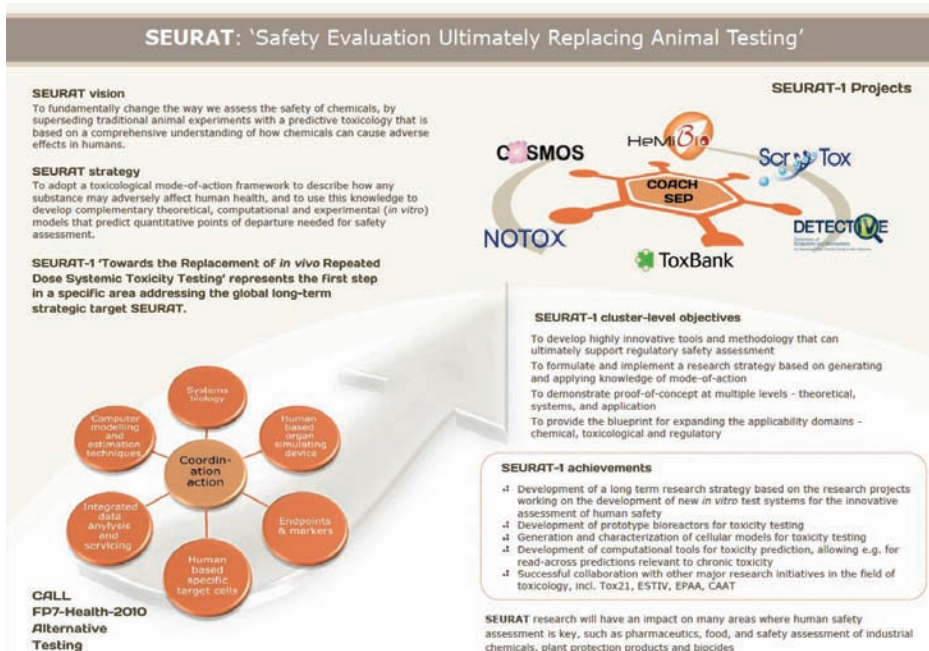 SEURAT: ‘Safety Evaluation Ultimately Replacing Animal Testing’
SEURAT vision
To fundamentally change the way we assess the safety of chemicals, by
superseding traditional animal experiments with a predictive toxicology that is
based on a comprehensive understanding of how chemicals can cause adverse
effects in humans.
SEURAT strategy
To adopt a toxicological mode-of-action framework to describe how any
substance may adversely affect human health, and to use this knowledge to
develop complementary theoretical, computational and experimental (in vitro)
models that predict quantitative points of departure needed for safety
assessment.
SEURAT-1 ‘Towards the Replacement of in vivo Repeated
Dose Systemic Toxicity Testing’ represents the first step
in a specific area addressing the global long-term
strategic target SEURAT.
SEURAT-1 Projects
COSMOS
HeMiBio
Scr Tox
COACH
SEP
NOTOX
DETECTIVE
ToxBank
SEURAT-1 cluster-level objectives
To develop highly innovative tools and methodology that can
ultimately support regulatory safety assessment
To formulate and implement a research strategy based on generating
and applying knowledge of mode-of-action
To demonstrate proof-of-concept at multiple levels - theoretical,
systems, and application
To provide the blueprint for expanding the applicability domains -
chemical, toxicological and regulatory
Systems
biology
Computer
modelling
and
estimation
techniques
Human
based
organ
simulating
device
Coordin-
ation
action
Integrated
data
anylysis
and
servicing
Endpoints
& markers
Human
based
specific
target cells
CALL
FP7-Health-2010
Alternative
Testing
SEURAT-1 achievements
Development of a long term research strategy based on the research projects
working on the development of new in vitro test systems for the innovative
assessment of human safety
Development of prototype bioreactors for toxicity testing
Generation and characterization of cellular models for toxicity testing
Development of computational tools for toxicity prediction, allowing e.g. for
read-across predictions relevant to chronic toxicity
Successful collaboration with other major research initiatives in the field of
toxicology, incl. Tox21, ESTIV, EPAA, CAAT
SEURAT research will have an impact on many areas where human safety
assessment is key, such as pharmaceutics, food, and safety assessment of industrial
chemicals, plant protection products and biocides